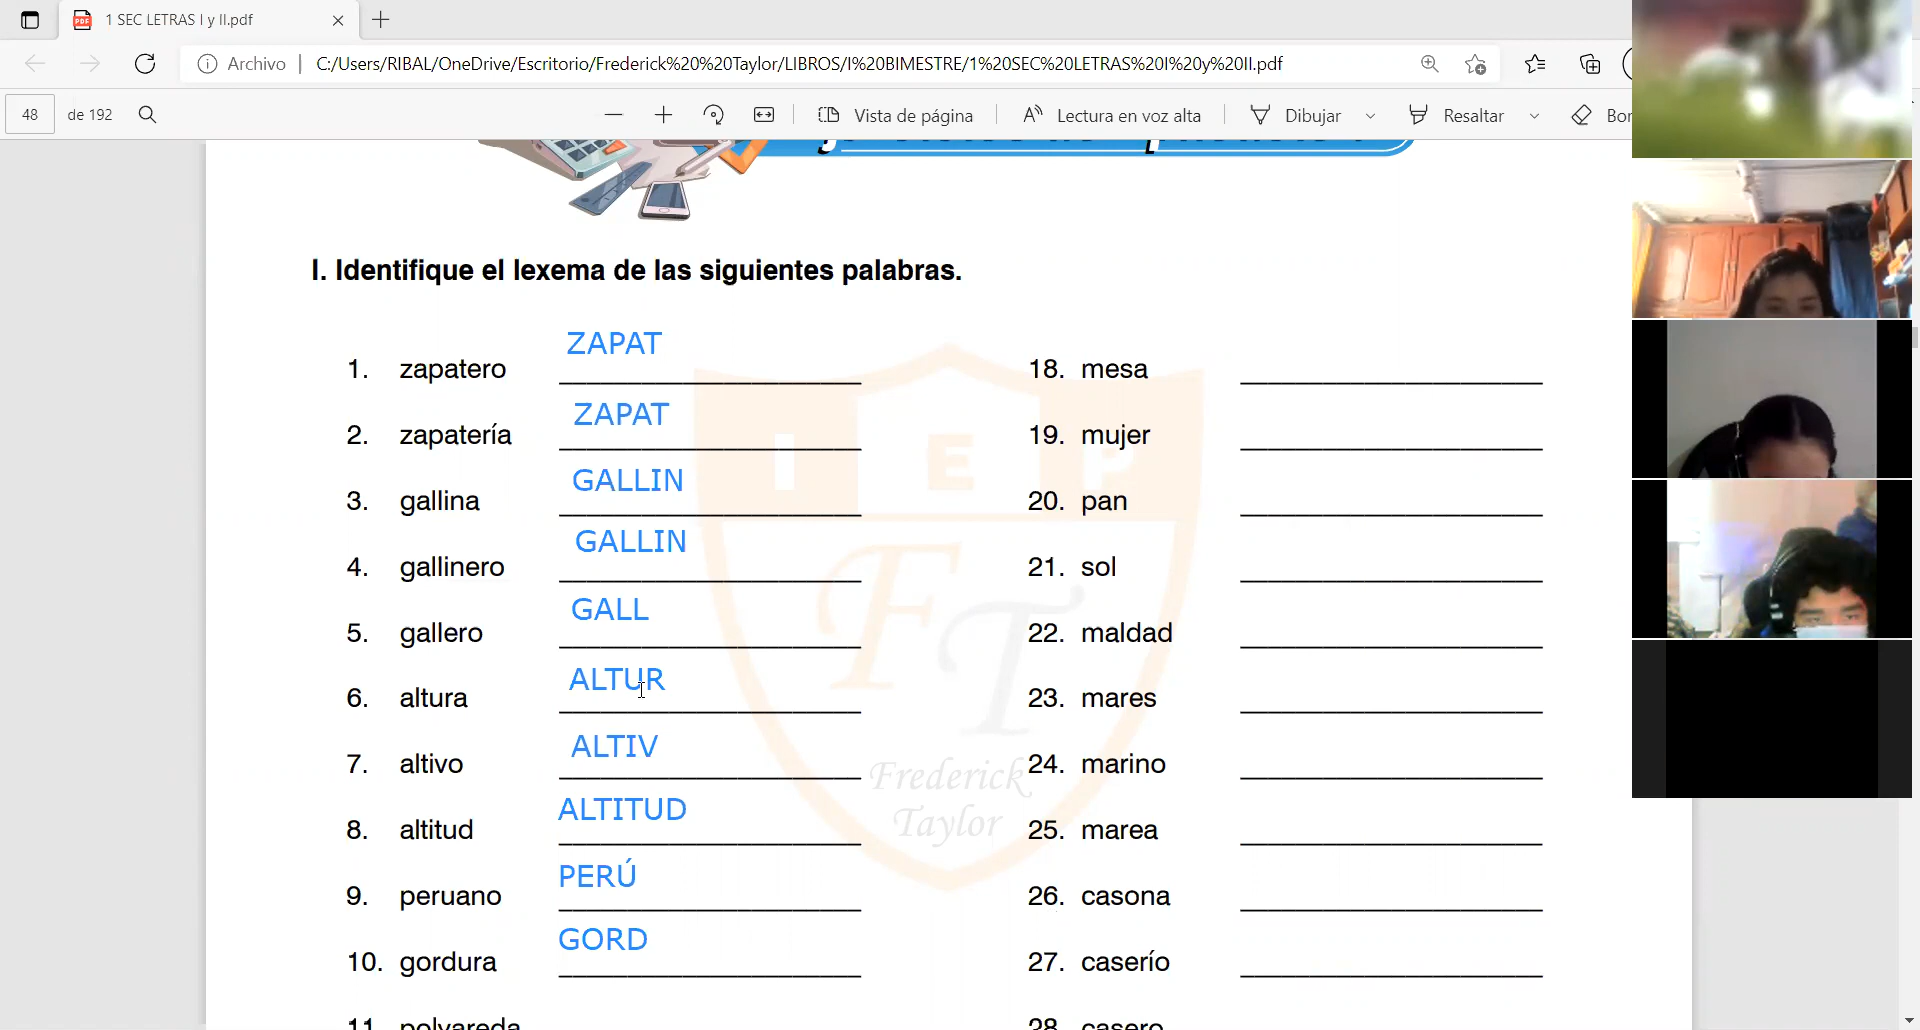 1 SEC LETRAS I y II.pdf
Archivo
C:/Users/RIBAL/OneDrive/Escritorio/Frederick%20%20Taylor/LIBROS/I%20BIMESTRE/1%20SEC%20LETRAS%20I%20y%20II.pdf
48 de 192
Vista de página
Lectura en voz alta
Dibujar
Resaltar
I. Identifique el lexema de las siguientes palabras.
1. zapatero ZAPAT
2. zapatería ZAPAT
3. gallina GALLIN
4. gallinero GALLIN
5. gallero GALL
6. altura ALTUR
7. altivo ALTIV
8. altitud ALTITUD
9. peruano PERÚ
10. gordura GORD
11. polvareda
18. mesa
19. mujer
20. pan
21. sol
22. maldad
23. mares
24. marino
25. marea
26. casona
27. caserío
28. casero
I E P
F T
Frederick
Taylor